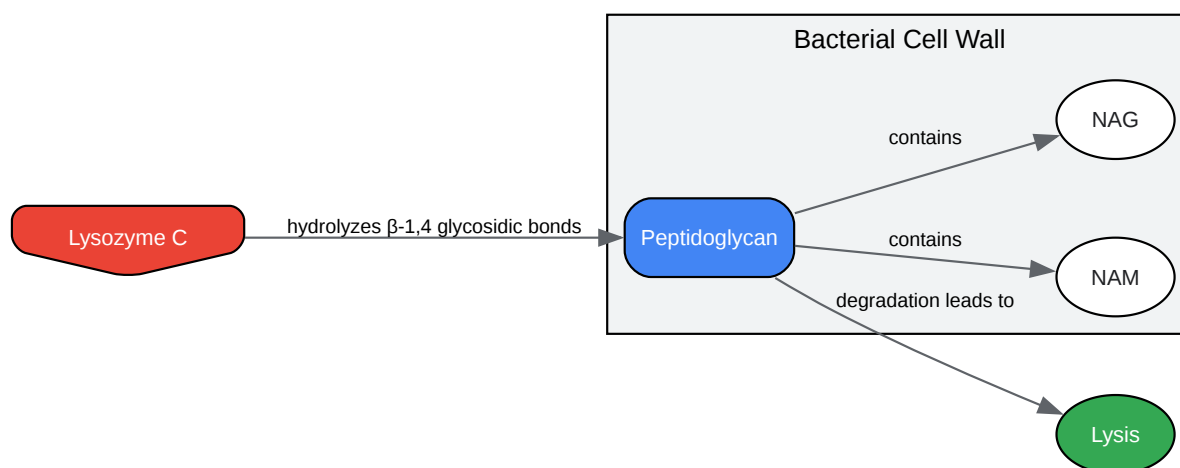 Bacterial Cell Wall
NAG
contains
Lysozyme C
hydrolyzes β-1,4 glycosidic bonds
Peptidoglycan
contains
NAM
degradation leads to
Lysis